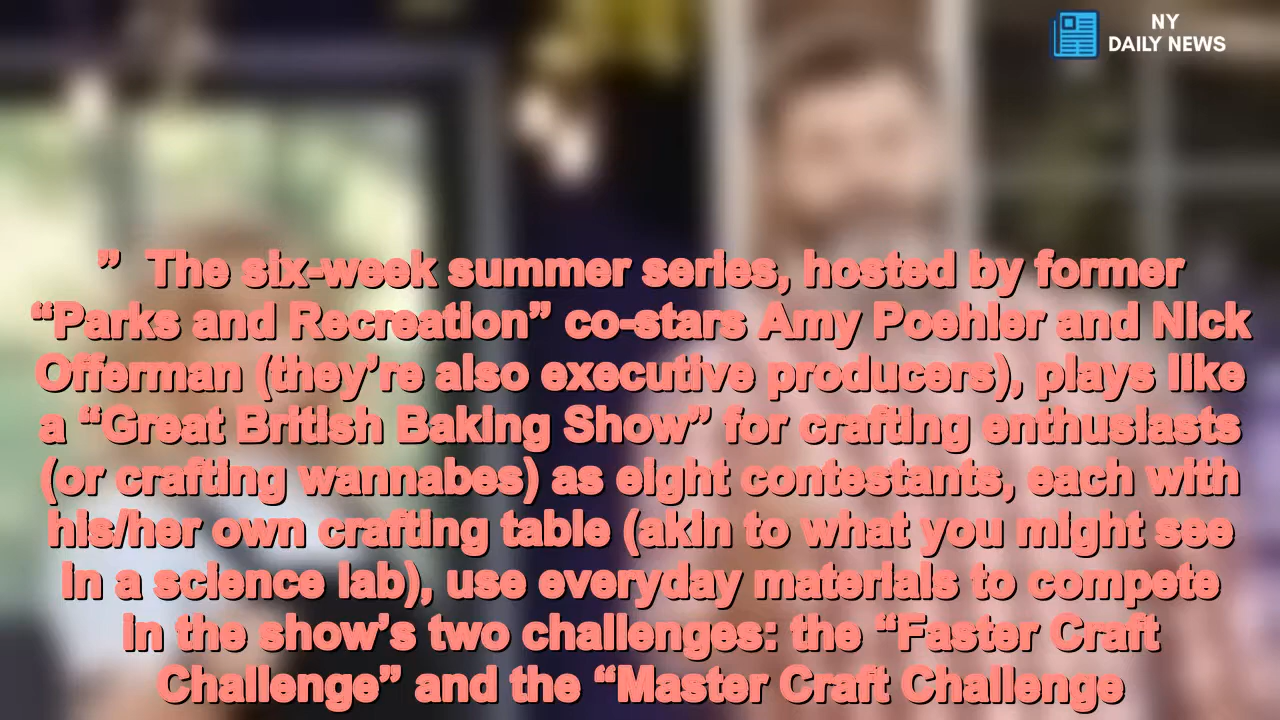 NY
DAILY NEWS
”  The six-week summer series, hosted by former
“Parks and Recreation” co-stars Amy Poehler and Nick
Offerman (they’re also executive producers), plays like
a “Great British Baking Show” for crafting enthusiasts
(or crafting wannabes) as eight contestants, each with
his/her own crafting table (akin to what you might see
in a science lab), use everyday materials to compete
in the show’s two challenges: the “Faster Craft
Challenge” and the “Master Craft Challenge